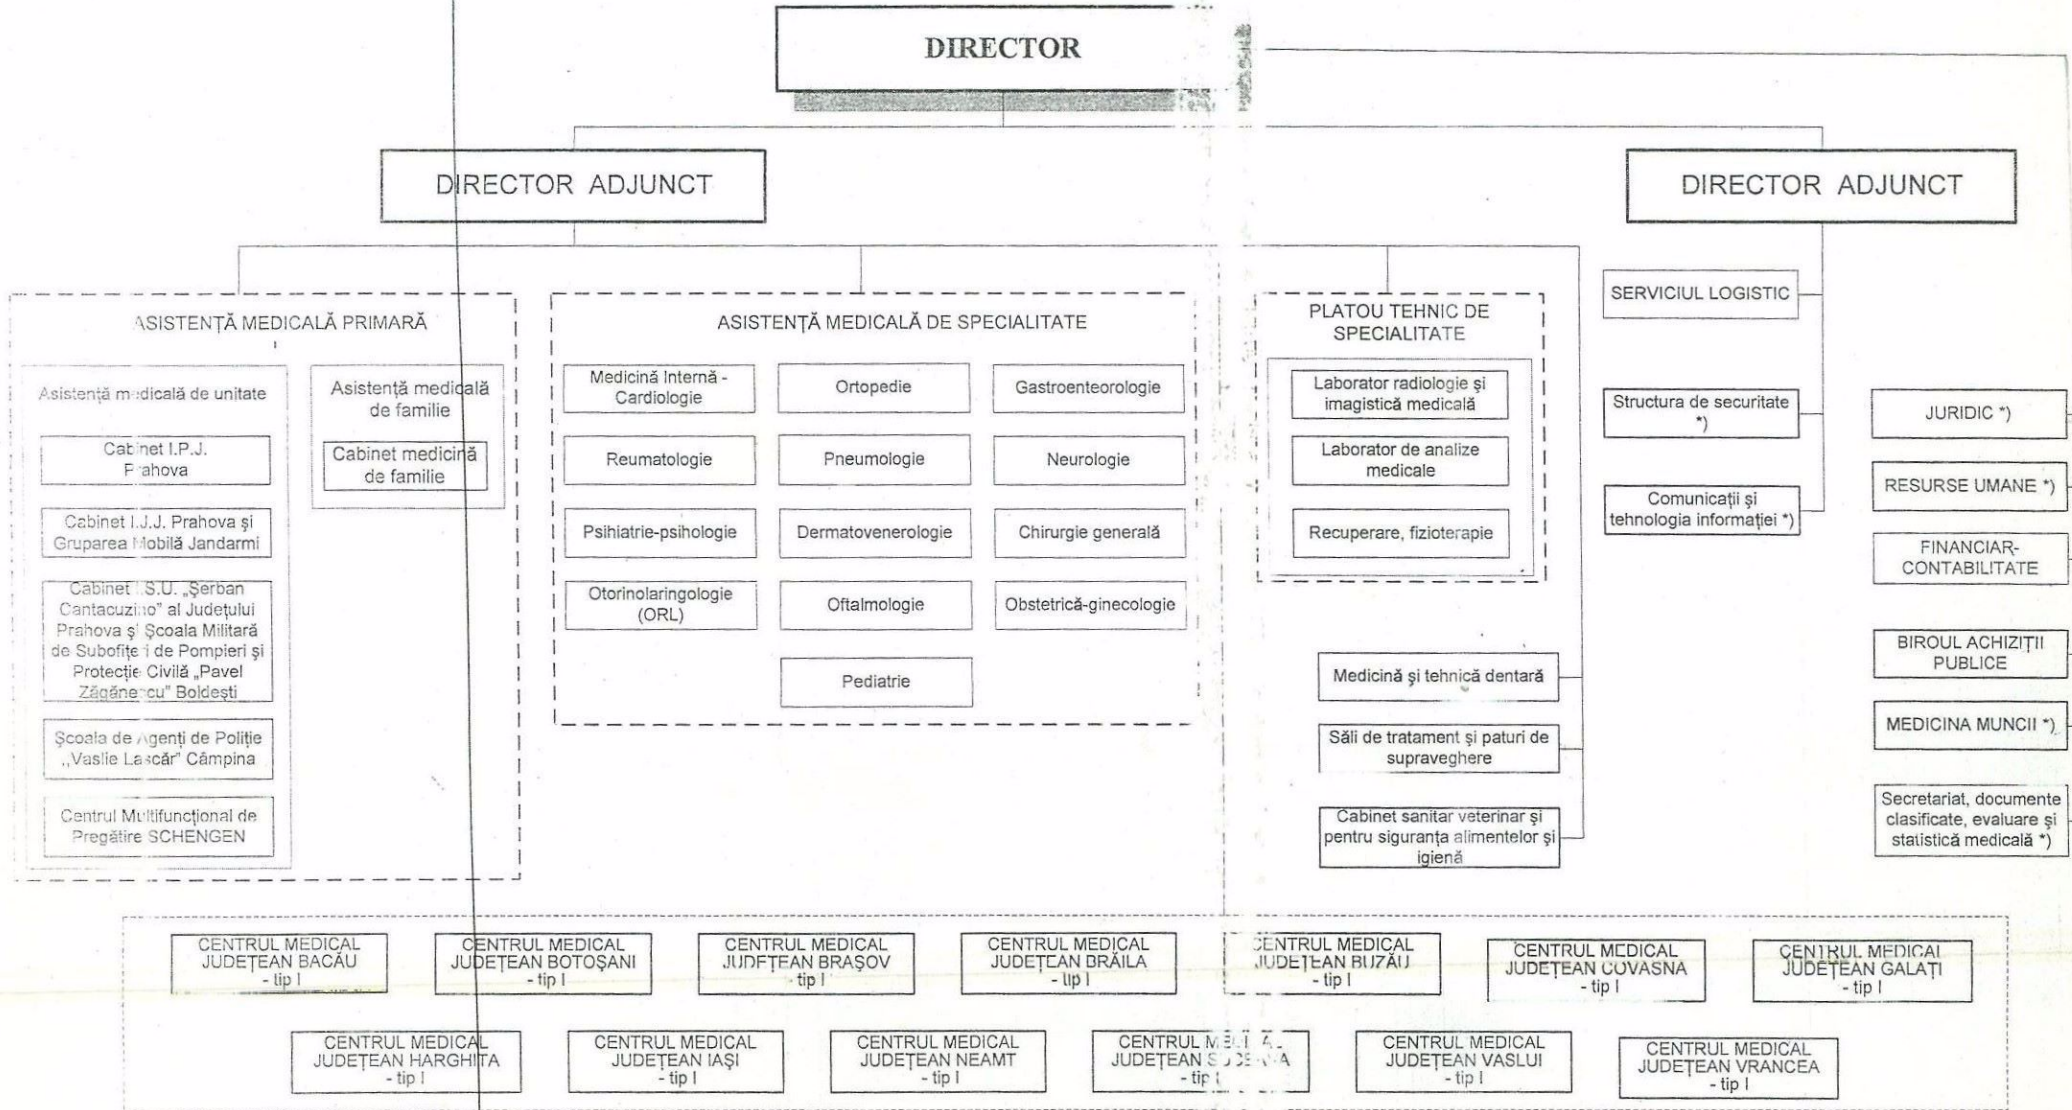 DIRECTOR
DIRECTOR ADJUNCT
DIRECTOR ADJUNCT
ASISTENȚĂ MEDICALĂ PRIMARĂ
Asistență medicală de unitate
Cabinet I.P.J.
Prahova
Cabinet I.J.J. Prahova și
Gruparea Mobilă Jandarmi
Cabinet I.S.U. „Șerban
Cantacuzino” al Județului
Prahova și Școala Militară
de Subofițeri de Pompieri și
Protecție Civilă „Pavel
Zăgănescu” Boldești
Școala de Agenți de Poliție
„Vaslie Lascăr” Câmpina
Centrul Multifuncțional de
Pregătire SCHENGEN
Asistență medicală
de familie
Cabinet medicină
de familie
ASISTENȚĂ MEDICALĂ DE SPECIALITATE
Medicină Internă -
Cardiologie
Ortopedie
Gastroenteorologie
Reumatologie
Pneumologie
Neurologie
Psihiatrie-psihologie
Dermatovenerologie
Chirurgie generală
Otorinolaringologie
(ORL)
Oftalmologie
Obstetrică-ginecologie
Pediatrie
PLATOU TEHNIC DE
SPECIALITATE
Laborator radiologie și
imagistică medicală
Laborator de analize
medicale
Recuperare, fizioterapie
Medicină și tehnică dentară
Săli de tratament și paturi de
supraveghere
Cabinet sanitar veterinar și
pentru siguranța alimentelor și
igienă
SERVICIUL LOGISTIC
Structura de securitate
*)
Comunicații și
tehnologia informației *)
JURIDIC *)
RESURSE UMANE *)
FINANCIAR-
CONTABILITATE
BIROUL ACHIZIȚII
PUBLICE
MEDICINA MUNCII *)
Secretariat, documente
clasificate, evaluare și
statistică medicală *)
CENTRUL MEDICAL
JUDEȚEAN BACĂU
- tip I
CENTRUL MEDICAL
JUDEȚEAN BOTOȘANI
- tip I
CENTRUL MEDICAL
JUDEȚEAN BRAȘOV
- tip I
CENTRUL MEDICAL
JUDEȚEAN BRĂILA
- tip I
CENTRUL MEDICAL
JUDEȚEAN BUZĂU
- tip I
CENTRUL MEDICAL
JUDEȚEAN COVASNA
- tip I
CENTRUL MEDICAL
JUDEȚEAN GALAȚI
- tip I
CENTRUL MEDICAL
JUDEȚEAN HARGHITA
- tip I
CENTRUL MEDICAL
JUDEȚEAN IAȘI
- tip I
CENTRUL MEDICAL
JUDEȚEAN NEAMT
- tip I
CENTRUL MEDICAL
JUDEȚEAN SUCEAVA
- tip I
CENTRUL MEDICAL
JUDEȚEAN VASLUI
- tip I
CENTRUL MEDICAL
JUDEȚEAN VRANCEA
- tip I